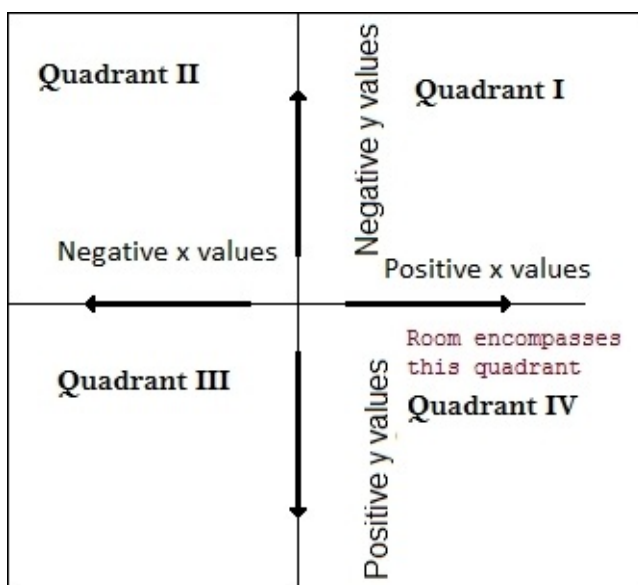 Quadrant II
Negative y values
Quadrant I
Negative x values
Positive x values
Room encompasses
this quadrant
Quadrant III
Positive y values
Quadrant IV